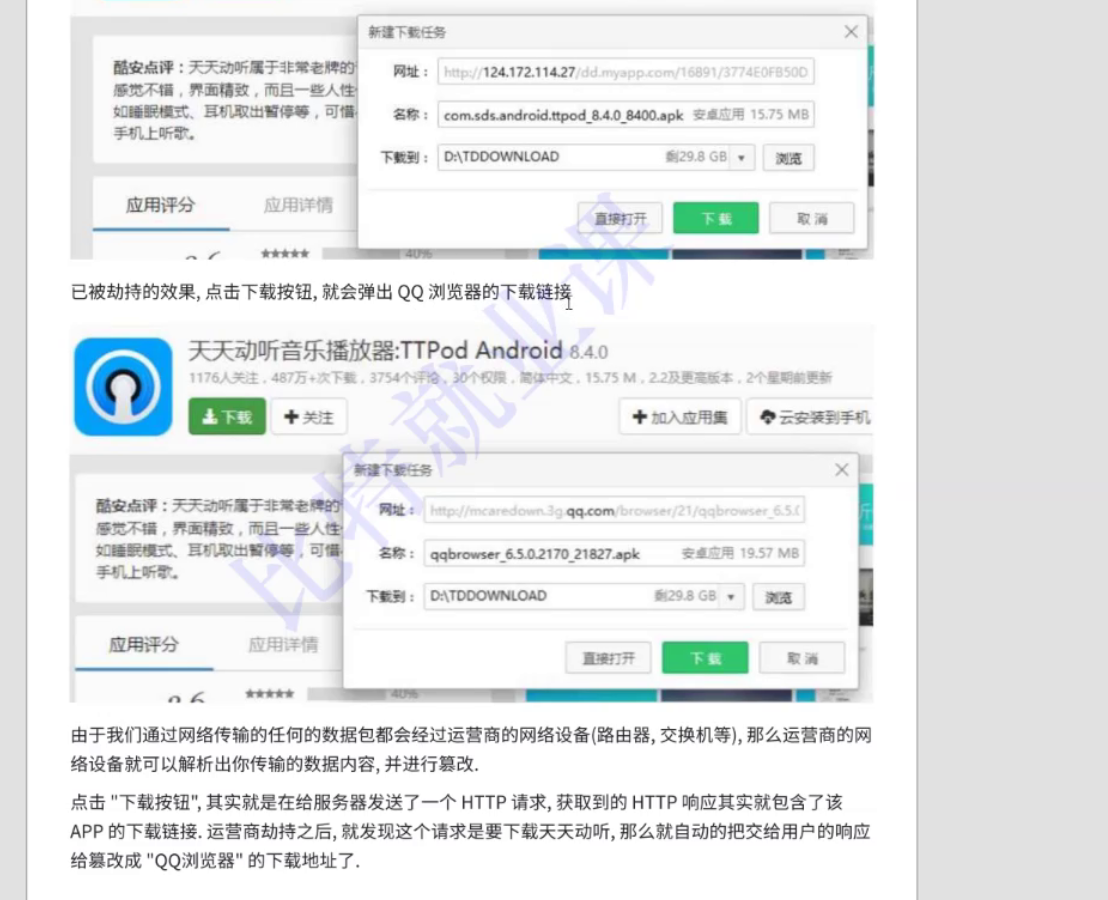 新建下载任务
酷安点评：天天动听属于非常老牌的
感觉不错，界面精致，而且一些人性
如睡眠模式、耳机取出暂停等，可惜
手机上听歌。
网址：
http://124.172.114.27/dd.myapp.com/16891/3774E0FB50D
名称：
com.sds.android.ttpod_8.4.0_8400.apk 安卓应用 15.75 MB
下载到：
D:\TDDOWNLOAD 剩29.8 GB
浏览
应用评分 应用详情
直接打开 下载 取消
40%
已被劫持的效果, 点击下载按钮, 就会弹出 QQ 浏览器的下载链接
天天动听音乐播放器:TTPod Android 8.4.0
1176人关注，487万+次下载，3754个评论，30个权限，简体中文，15.75 M，2.2及更高版本，2个星期前更新
下载 关注 加入应用集 云安装到手机
新建下载任务
酷安点评：天天动听属于非常老牌的
感觉不错，界面精致，而且一些人性
如睡眠模式、耳机取出暂停等，可惜
手机上听歌。
网址：
http://mcaredown.3g.qq.com/browser/21/qqbrowser_6.5.(
名称：
qqbrowser_6.5.0.2170_21827.apk 安卓应用 19.57 MB
下载到：
D:\TDDOWNLOAD 剩29.8 GB
浏览
应用评分 应用详情
直接打开 下载 取消
40%
由于我们通过网络传输的任何的数据包都会经过运营商的网络设备(路由器, 交换机等), 那么运营商的网
络设备就可以解析出你传输的数据内容, 并进行篡改.
点击 "下载按钮", 其实就是在给服务器发送了一个 HTTP 请求, 获取到的 HTTP 响应其实就包含了该
APP 的下载链接. 运营商劫持之后, 就发现这个请求是要下载天天动听, 那么就自动的把交给用户的响应
给篡改成 "QQ浏览器" 的下载地址了.
比特就业课